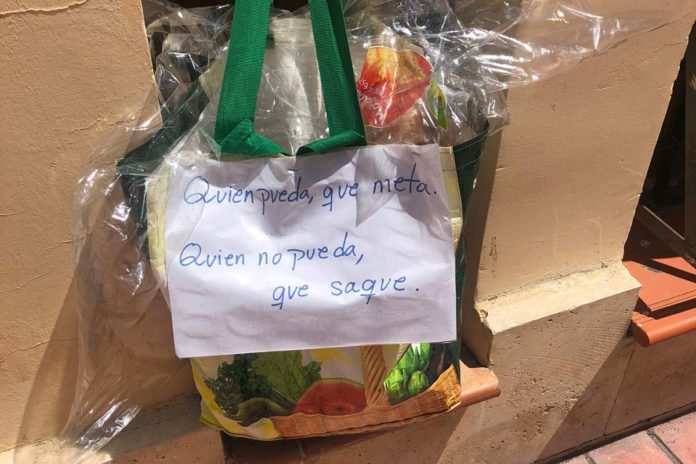 Quien pueda, que meta.
Quien no pueda,
que saque.